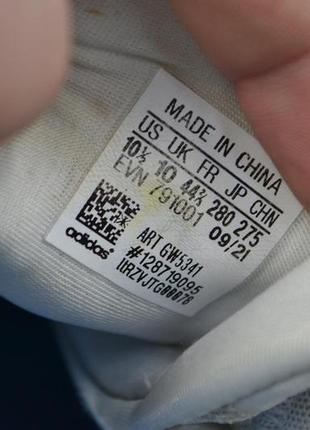 MADE IN CHINA
US UK FR JP CHN
10½ 10 44⅔ 280 275
EVN 791001 09/21
adidas
ART GW5341
#128719095